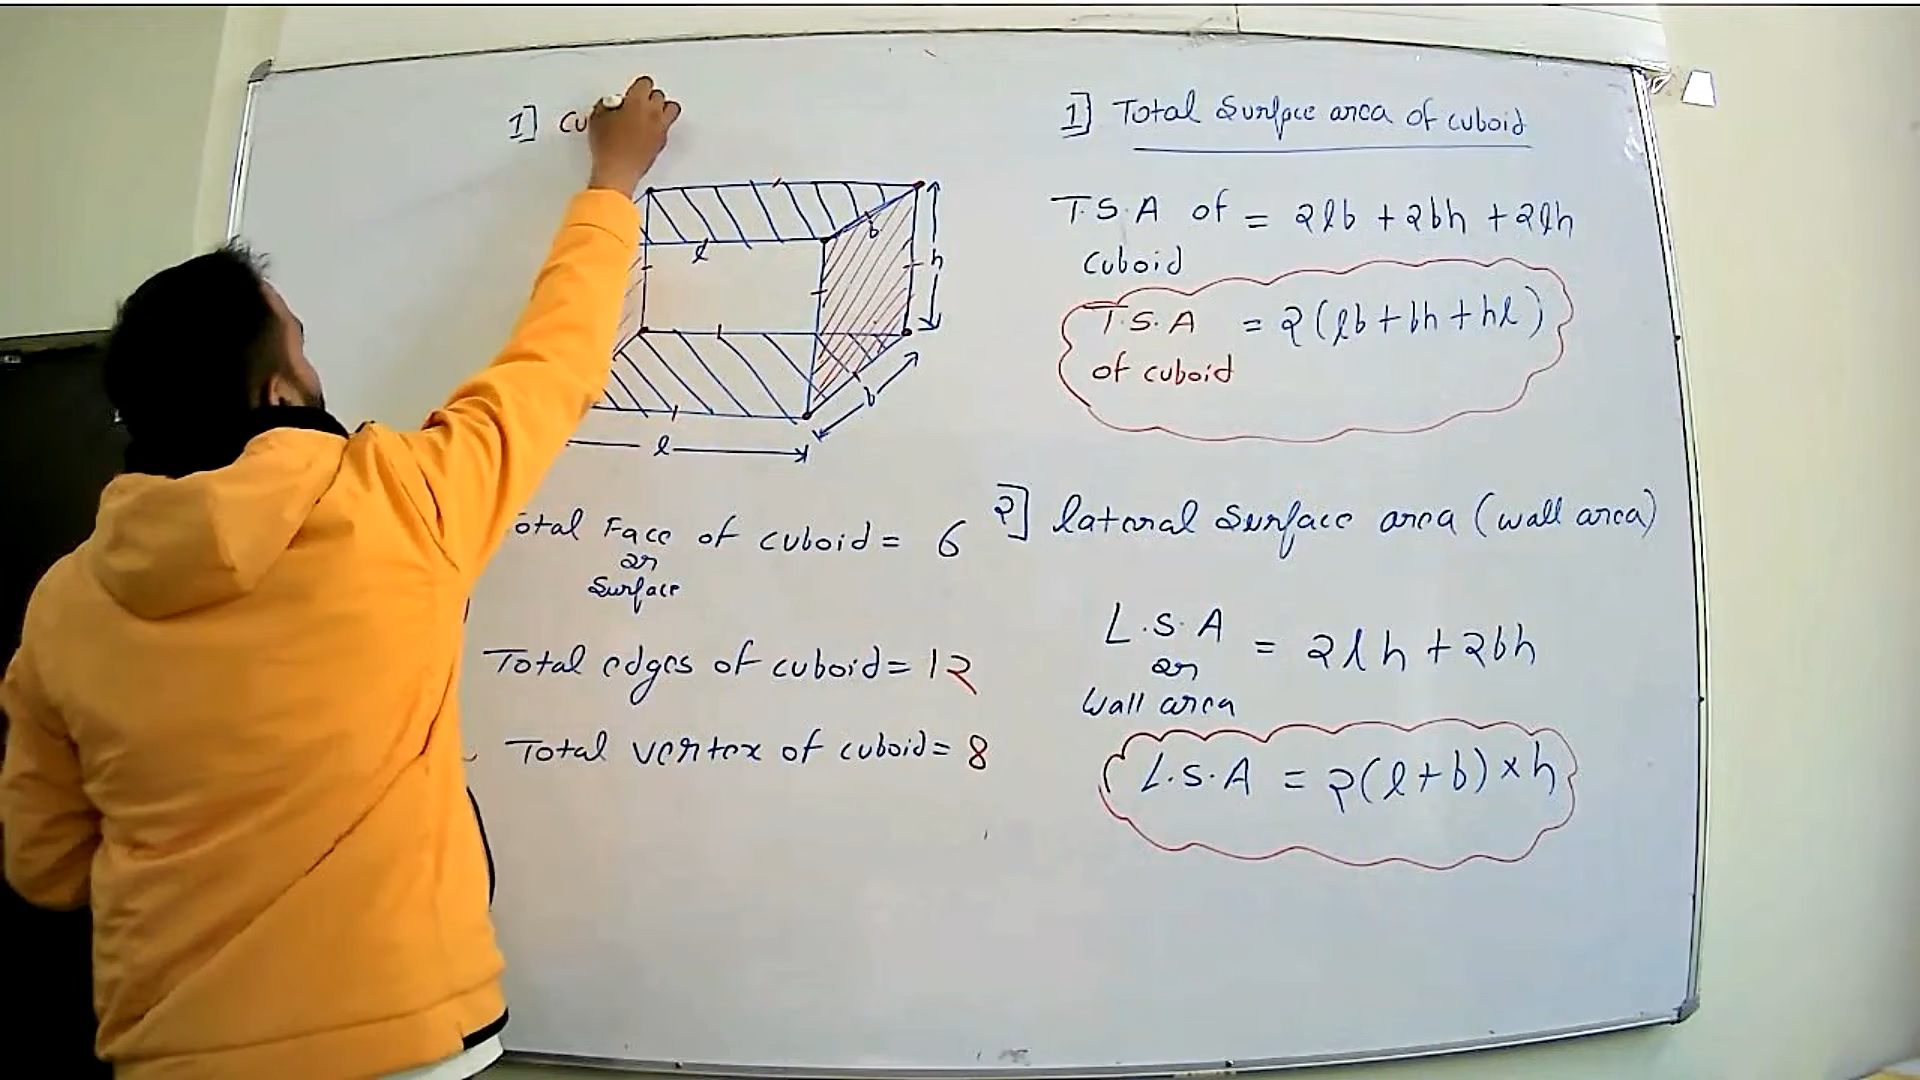 1] Cu
l
b
h
b
l
otal Face of cuboid = 6
or
Surface
Total edges of cuboid = 12
Total vertex of cuboid = 8
1] Total Surface area of cuboid
T.S.A of = 2lb + 2bh + 2lh
cuboid
T.S.A = 2(lb + bh + hl)
of cuboid
2] lateral Surface area (wall area)
L.S.A
or = 2lh + 2bh
wall area
L.S.A = 2(l+b) × h